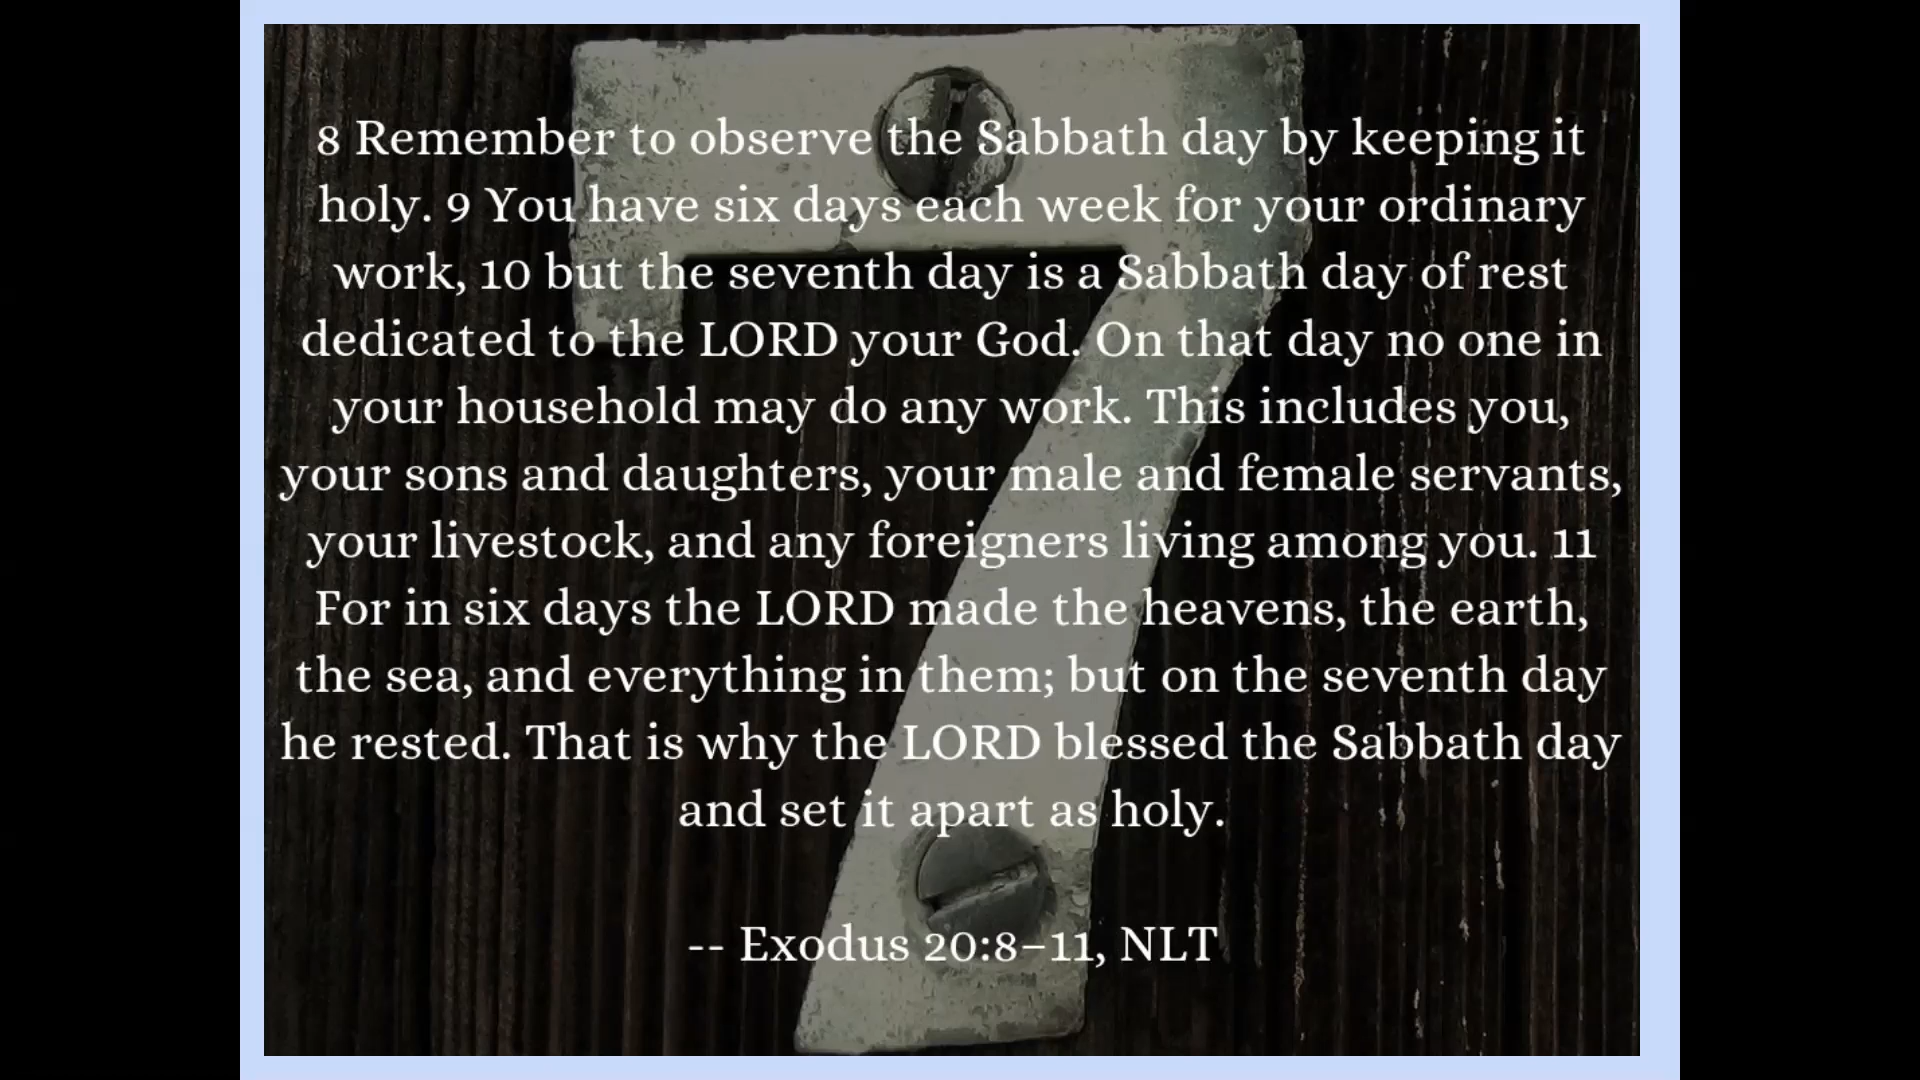 8 Remember to observe the Sabbath day by keeping it
holy. 9 You have six days each week for your ordinary
work, 10 but the seventh day is a Sabbath day of rest
dedicated to the LORD your God. On that day no one in
your household may do any work. This includes you,
your sons and daughters, your male and female servants,
your livestock, and any foreigners living among you. 11
For in six days the LORD made the heavens, the earth,
the sea, and everything in them; but on the seventh day
he rested. That is why the LORD blessed the Sabbath day
and set it apart as holy.
-- Exodus 20:8–11, NLT